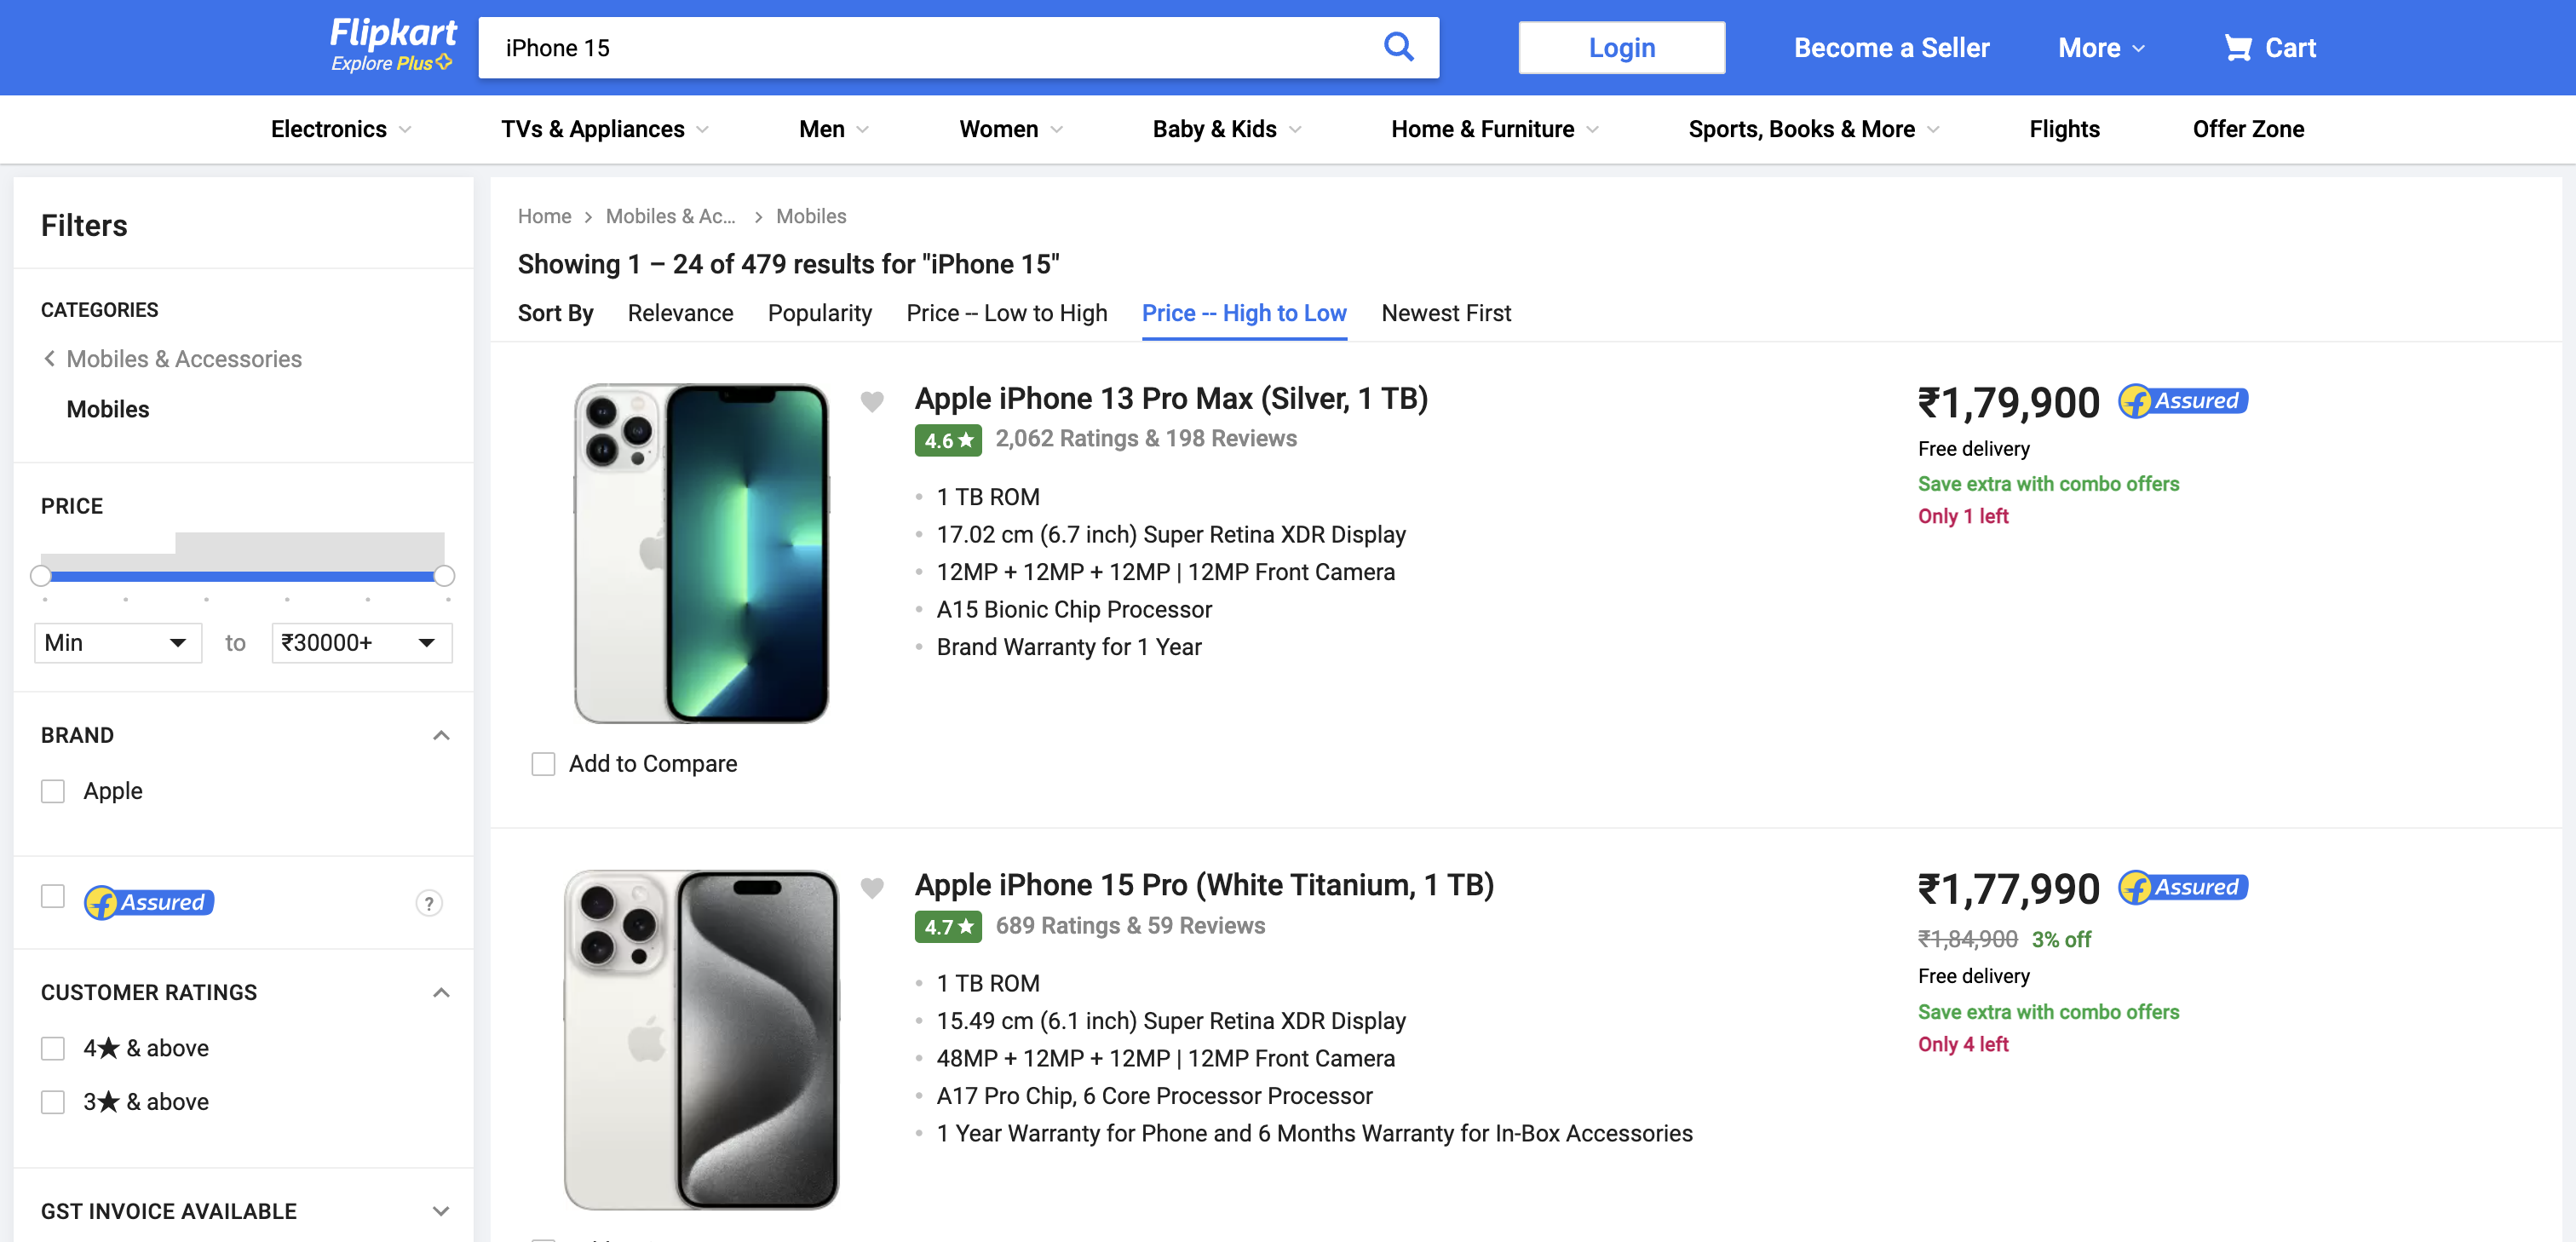 Flipkart
Explore Plus
iPhone 15
Login
Become a Seller
More
Cart
Electronics
TVs & Appliances
Men
Women
Baby & Kids
Home & Furniture
Sports, Books & More
Flights
Offer Zone
Filters
CATEGORIES
Mobiles & Accessories
Mobiles
PRICE
Min
to
₹30000+
BRAND
Apple
Assured
?
CUSTOMER RATINGS
4★ & above
3★ & above
GST INVOICE AVAILABLE
Home
Mobiles & Ac...
Mobiles
Showing 1 – 24 of 479 results for "iPhone 15"
Sort By
Relevance
Popularity
Price -- Low to High
Price -- High to Low
Newest First
Apple iPhone 13 Pro Max (Silver, 1 TB)
4.6★ 2,062 Ratings & 198 Reviews
1 TB ROM
17.02 cm (6.7 inch) Super Retina XDR Display
12MP + 12MP + 12MP | 12MP Front Camera
A15 Bionic Chip Processor
Brand Warranty for 1 Year
₹1,79,900
Assured
Free delivery
Save extra with combo offers
Only 1 left
Add to Compare
Apple iPhone 15 Pro (White Titanium, 1 TB)
4.7★ 689 Ratings & 59 Reviews
1 TB ROM
15.49 cm (6.1 inch) Super Retina XDR Display
48MP + 12MP + 12MP | 12MP Front Camera
A17 Pro Chip, 6 Core Processor Processor
1 Year Warranty for Phone and 6 Months Warranty for In-Box Accessories
₹1,77,990
Assured
₹1,84,900 3% off
Free delivery
Save extra with combo offers
Only 4 left